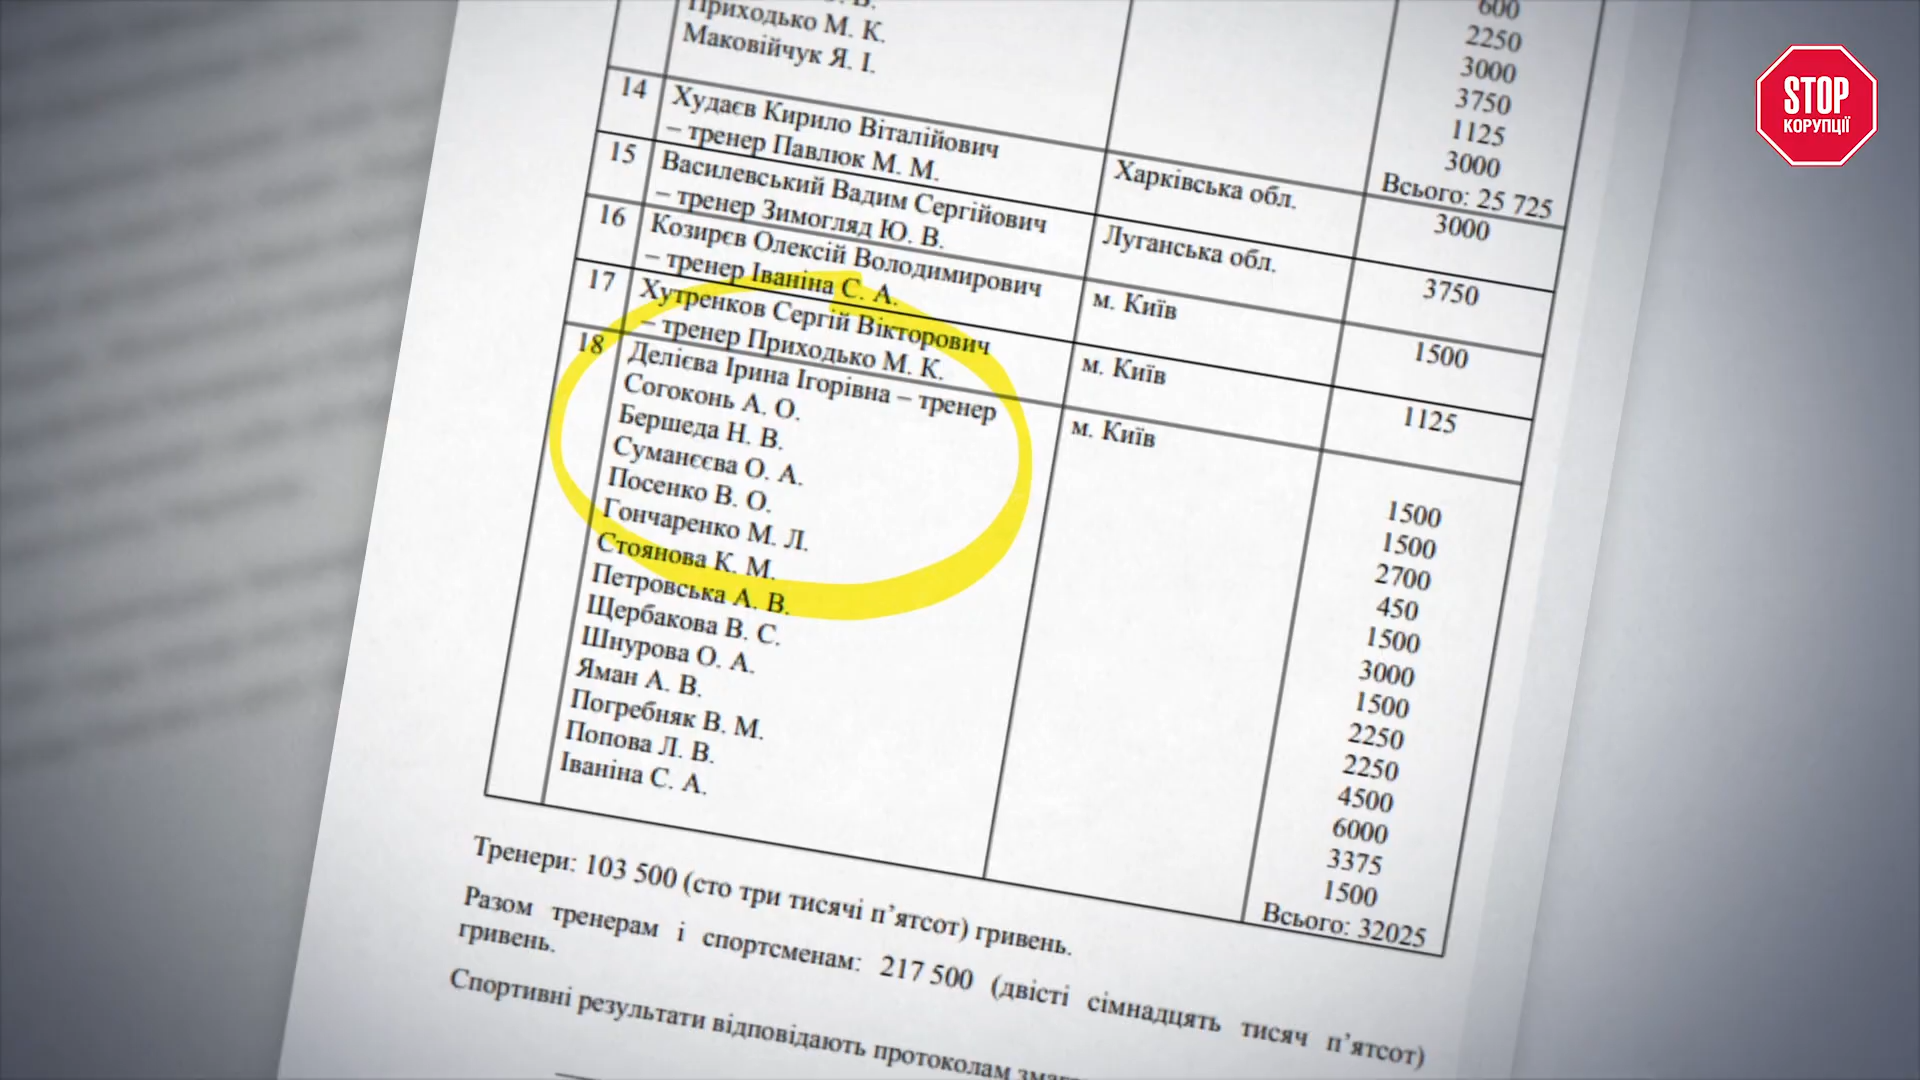 Приходько М. К.
Маковійчук Я. І.
600
2250
3000
3750
1125
3000
Всього: 25 725
14 Худаєв Кирило Віталійович
– тренер Павлюк М. М.
Харківська обл.
3000
15 Василевський Вадим Сергійович
– тренер Зимогляд Ю. В.
Луганська обл.
3750
16 Козирєв Олексій Володимирович
– тренер Іваніна С. А.
м. Київ
1500
17 Хутренков Сергій Вікторович
– тренер Приходько М. К.
м. Київ
1125
18 Делієва Ірина Ігорівна – тренер
Согоконь А. О.
Бершеда Н. В.
Суманєєва О. А.
Посенко В. О.
Гончаренко М. Л.
Стоянова К. М.
Петровська А. В.
Щербакова В. С.
Шнурова О. А.
Яман А. В.
Погребняк В. М.
Попова Л. В.
Іваніна С. А.
м. Київ
1500
1500
2700
450
1500
3000
1500
2250
2250
4500
6000
3375
1500
Всього: 32025
Тренери: 103 500 (сто три тисячі п’ятсот) гривень.
Разом тренерам і спортсменам: 217 500 (двісті сімнадцять тисяч п’ятсот)
гривень.
Спортивні результати відповідають протоколам
STOP
КОРУПЦІЇ